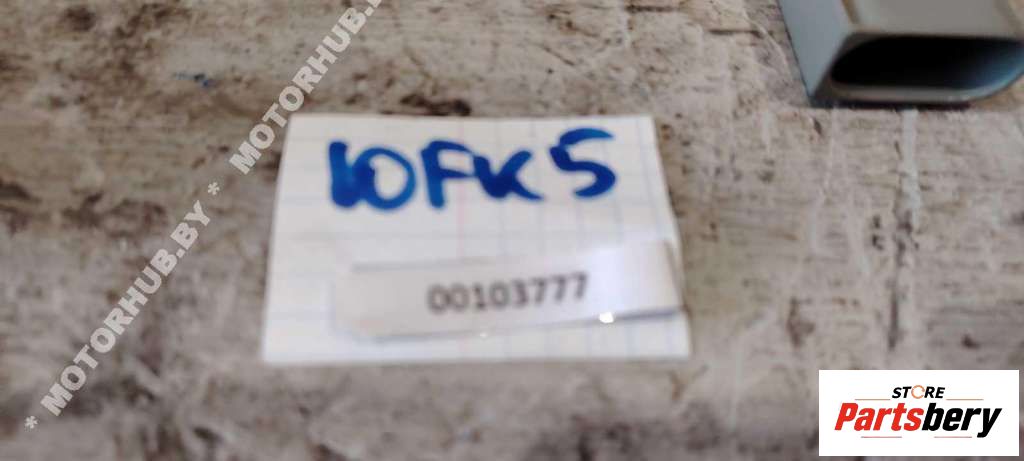 * MOTORHUB.BY * MOTORHUB.BY
10FK5
00103777
STORE
Partsbery